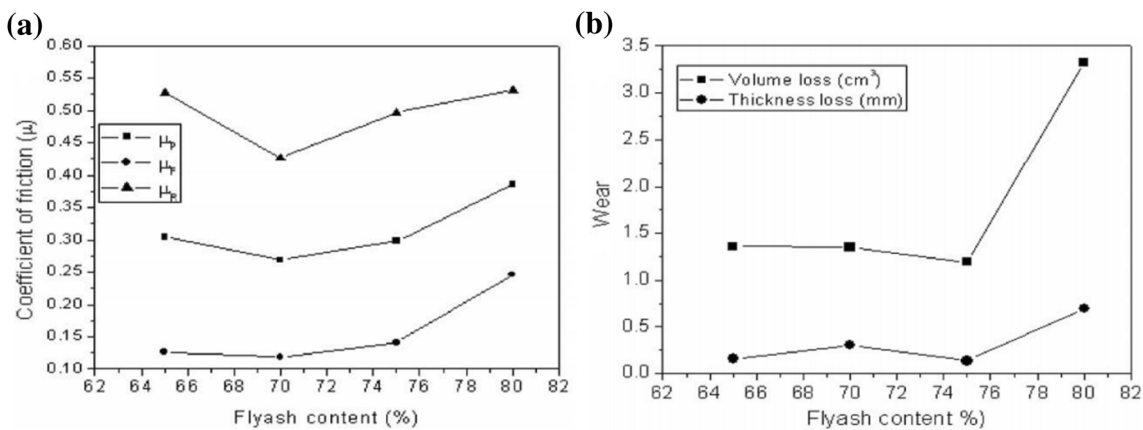 (a)
0.60
0.55
0.50
0.45
0.40
0.35
0.30
0.25
0.20
0.15
0.10
Coefficient of friction (μ)
μP
μF
μR
62 64 66 68 70 72 74 76 78 80 82
Flyash content (%)
(b)
3.5
3.0
2.5
2.0
1.5
1.0
0.5
0.0
Wear
Volume loss (cm³)
Thickness loss (mm)
62 64 66 68 70 72 74 76 78 80 82
Flyash content %)